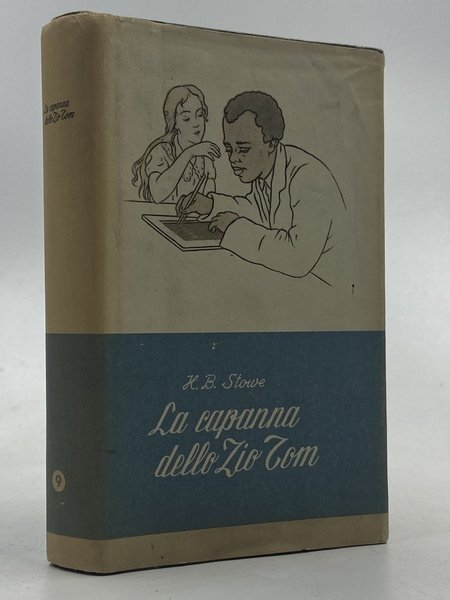 La capanna
dello Zio Tom
9
H. B. Stowe
La capanna
dello Zio Tom